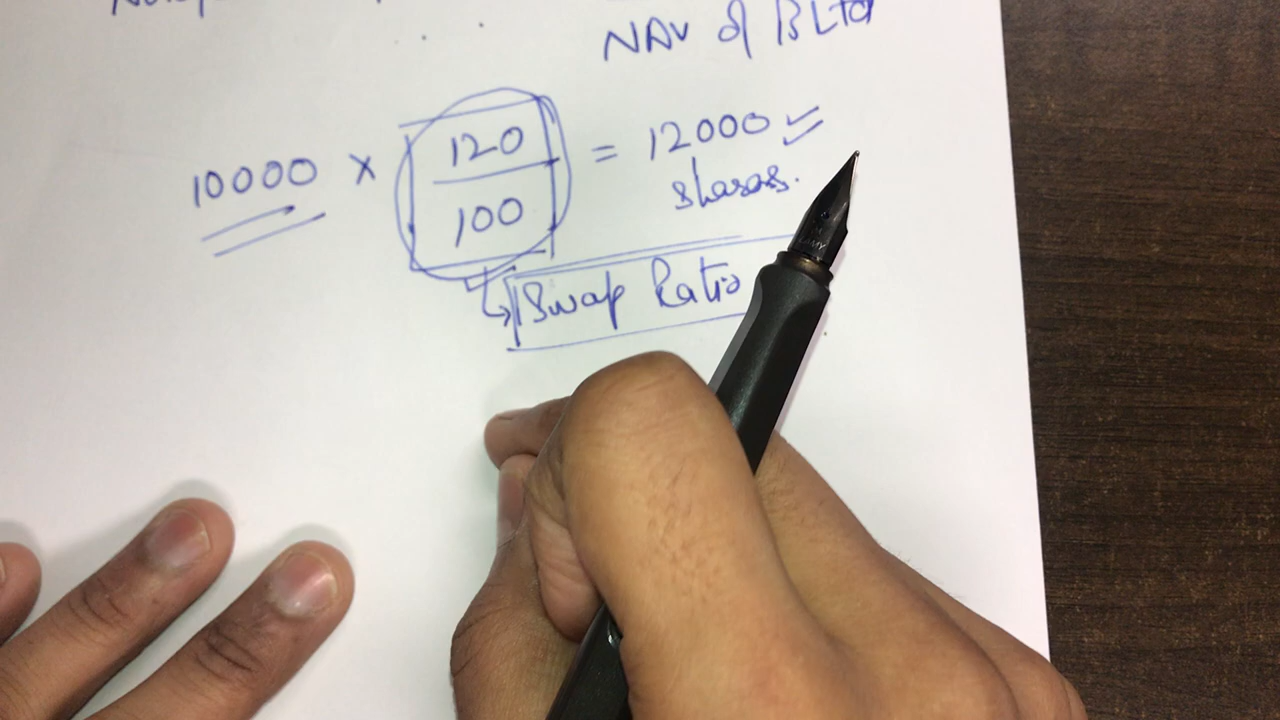 NAV of B Ltd
10000 × 120/100 = 12000
shares.
Swap Ratio